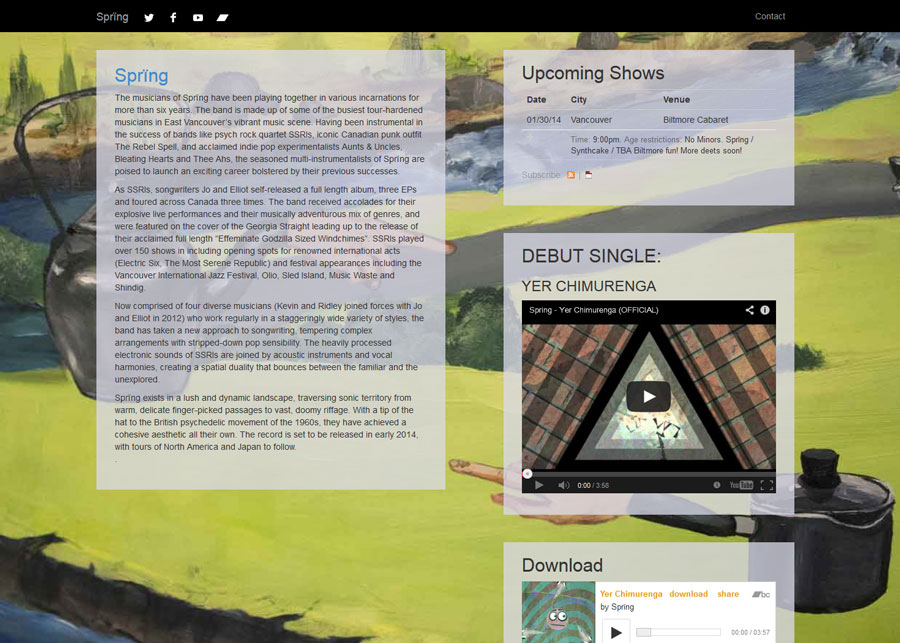 Sprïng
Contact
Sprïng
The musicians of Sprïng have been playing together in various incarnations for
more than six years. The band is made up of some of the busiest tour-hardened
musicians in East Vancouver's vibrant music scene. Having been instrumental in
the success of bands like psych rock quartet SSRIs, iconic Canadian punk outfit
The Rebel Spell, and acclaimed indie pop experimentalists Aunts & Uncles,
Bleating Hearts and Thee Ahs, the seasoned multi-instrumentalists of Sprïng are
poised to launch an exciting career bolstered by their previous successes.
As SSRIs, songwriters Jo and Elliot self-released a full length album, three EPs
and toured across Canada three times. The band received accolades for their
explosive live performances and their musically adventurous mix of genres, and
were featured on the cover of the Georgia Straight leading up to the release of
their acclaimed full length "Effeminate Godzilla Sized Windchimes". SSRIs played
over 150 shows in including opening spots for renowned international acts
(Electric Six, The Most Serene Republic) and festival appearances including the
Vancouver International Jazz Festival, Olio, Sled Island, Music Waste and
Shindig.
Now comprised of four diverse musicians (Kevin and Ridley joined forces with Jo
and Elliot in 2012) who work regularly in a staggeringly wide variety of styles, the
band has taken a new approach to songwriting, tempering complex
arrangements with stripped-down pop sensibility. The heavily processed
electronic sounds of SSRIs are joined by acoustic instruments and vocal
harmonies, creating a spatial duality that bounces between the familiar and the
unexplored.
Sprïng exists in a lush and dynamic landscape, traversing sonic territory from
warm, delicate finger-picked passages to vast, doomy riffage. With a tip of the
hat to the British psychedelic movement of the 1960s, they have achieved a
cohesive aesthetic all their own. The record is set to be released in early 2014,
with tours of North America and Japan to follow.
Upcoming Shows
Date City Venue
01/30/14 Vancouver Biltmore Cabaret
Time: 9:00pm. Age restrictions: No Minors. Spring /
Synthcake / TBA Biltmore fun! More deets soon!
Subscribe: |
DEBUT SINGLE:
YER CHIMURENGA
Spring - Yer Chimurenga (OFFICIAL)
0:00 / 3:58 YouTube
Download
Yer Chimurenga download share bc
by Spring
00:00 / 03:57